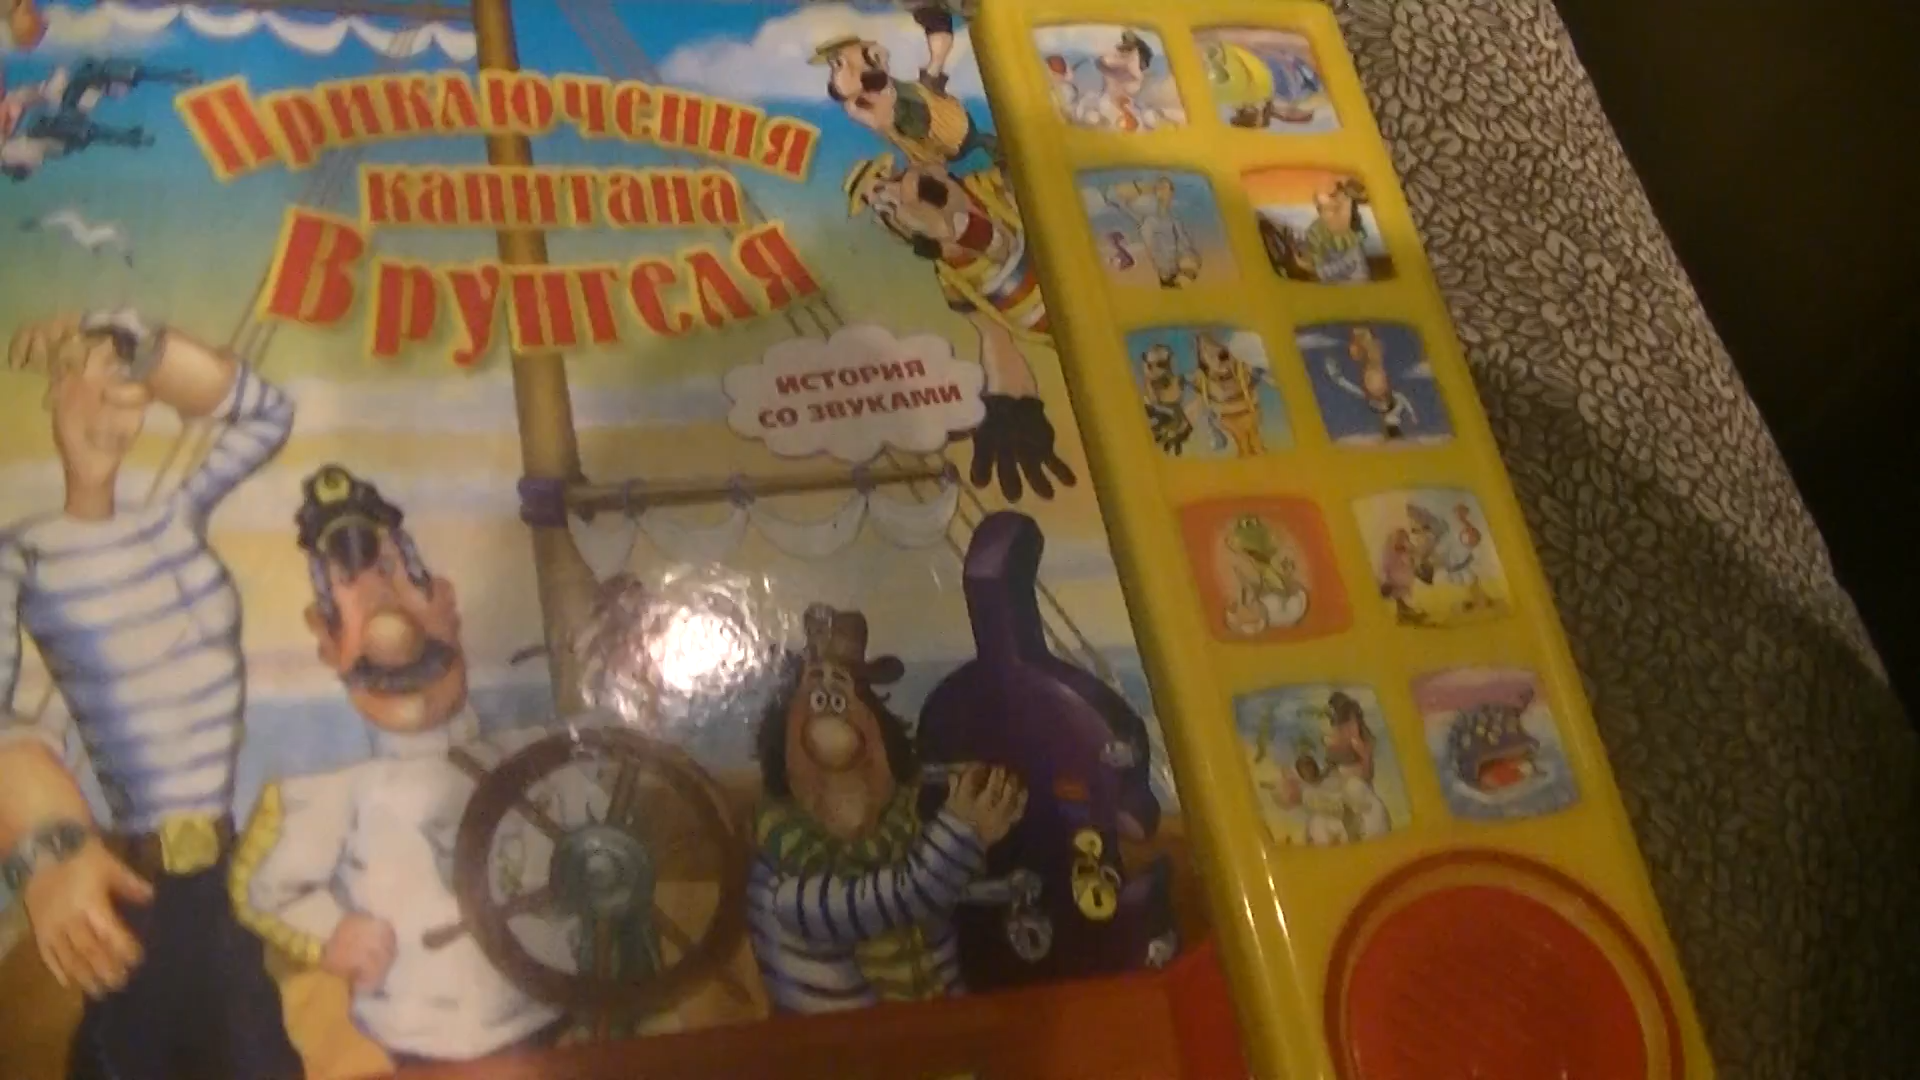 Приключения
капитана
Врунгеля
ИСТОРИЯ
СО ЗВУКАМИ